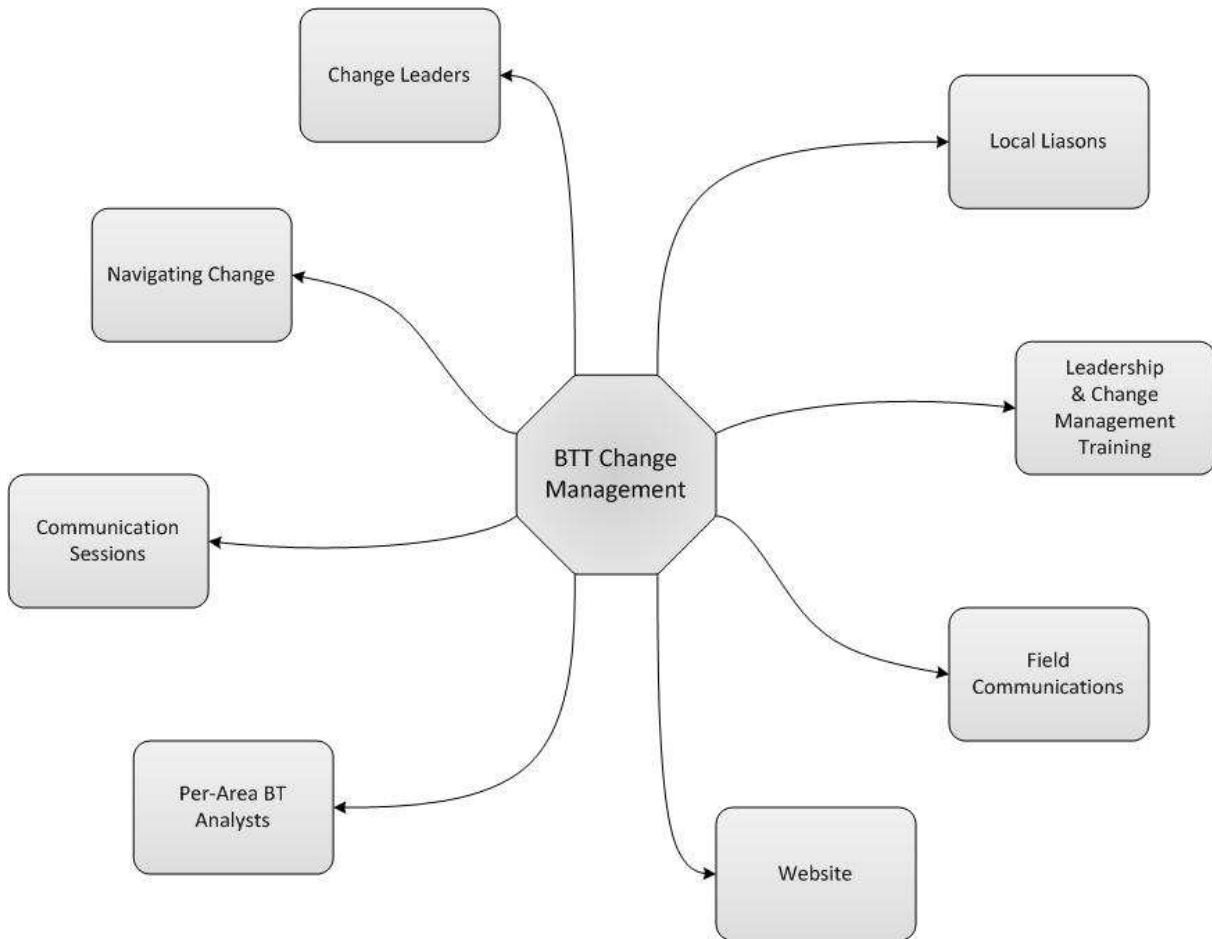 Change Leaders
Local Liasons
Navigating Change
Leadership
& Change
Management
Training
BTT Change
Management
Communication
Sessions
Field
Communications
Per-Area BT
Analysts
Website